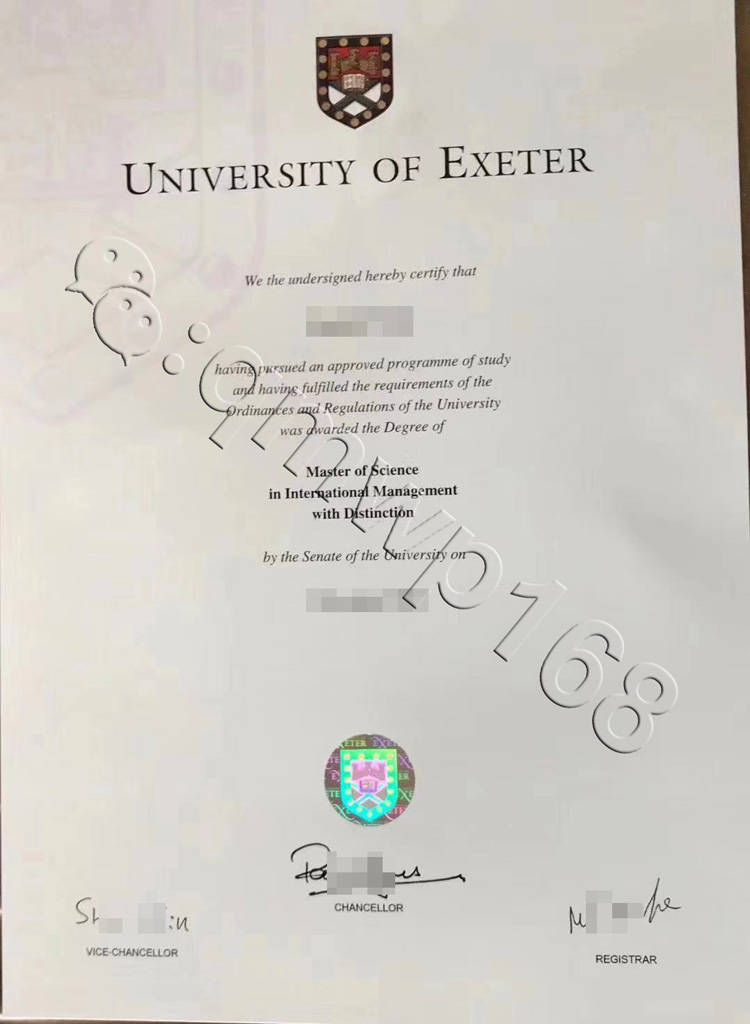 UNIVERSITY OF EXETER
We the undersigned hereby certify that
having pursued an approved programme of study
and having fulfilled the requirements of the
Ordinances and Regulations of the University
was awarded the Degree of
Master of Science
in International Management
with Distinction
by the Senate of the University on
:qmwp168
EXETER
CHANCELLOR
VICE-CHANCELLOR
REGISTRAR